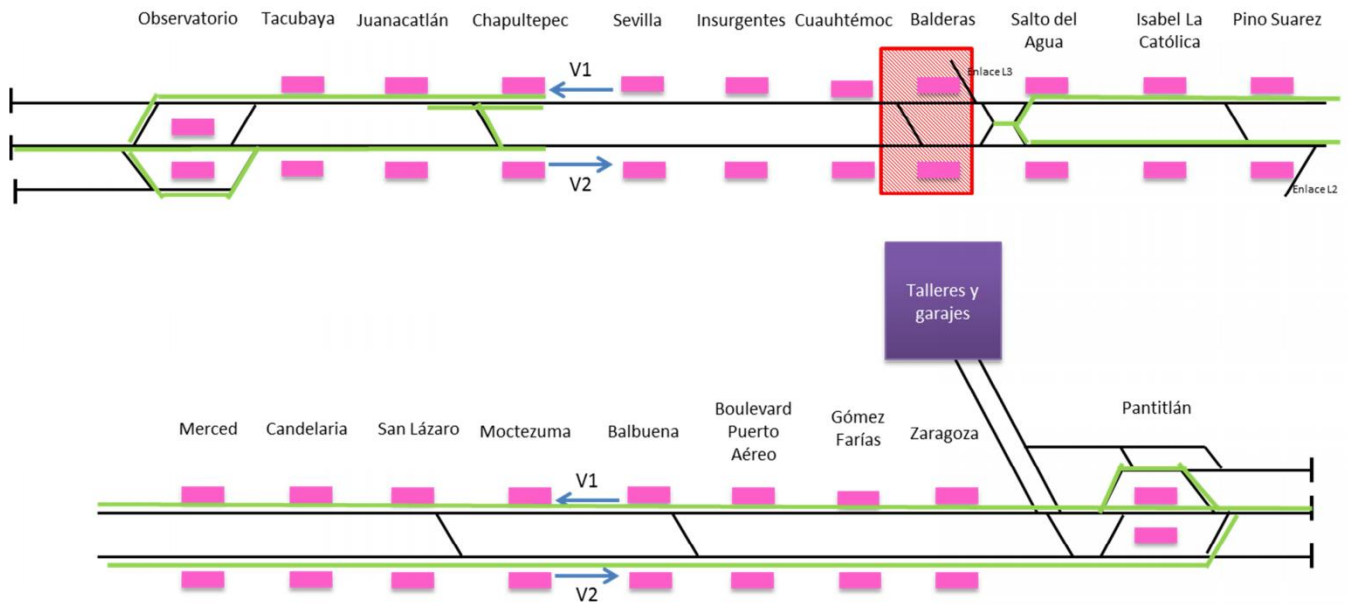 Observatorio
Tacubaya
Juanacatlán
Chapultepec
Sevilla
Insurgentes
Cuauhtémoc
Balderas
Salto del
Agua
Isabel La
Católica
Pino Suarez
V1
Enlace L3
V2
Enlace L2
Talleres y
garajes
Merced
Candelaria
San Lázaro
Moctezuma
Balbuena
Boulevard
Puerto
Aéreo
Gómez
Farías
Zaragoza
Pantitlán
V1
V2